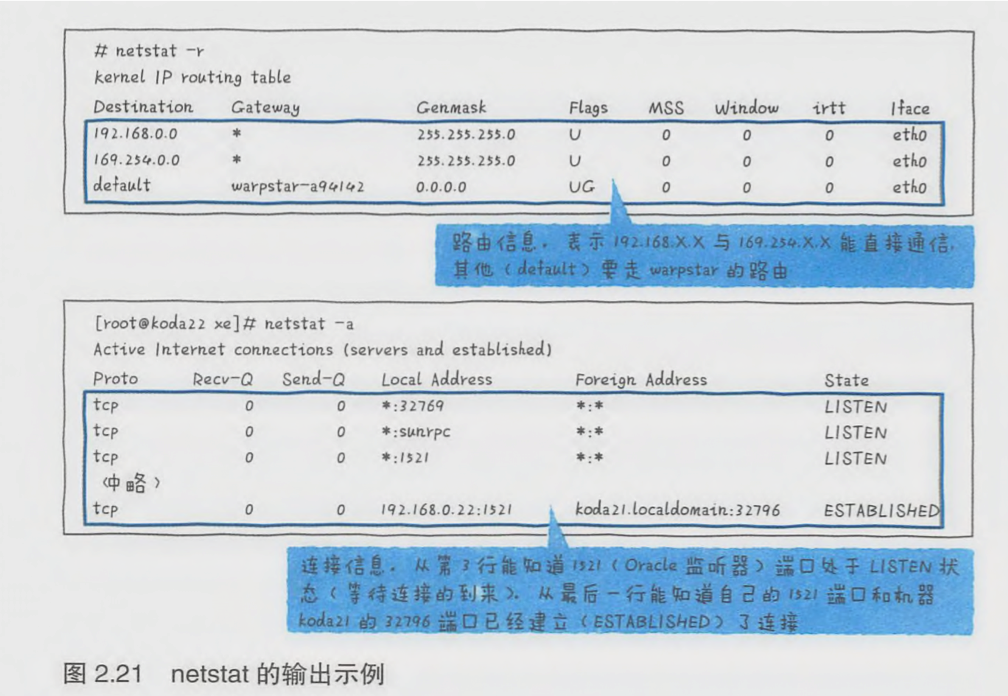 # netstat -r
kernel IP routing table
Destination Gateway Genmask Flags MSS Window irtt Iface
192.168.0.0 * 255.255.255.0 U 0 0 0 eth0
169.254.0.0 * 255.255.255.0 U 0 0 0 eth0
default warpstar-a94142 0.0.0.0 UG 0 0 0 eth0
路由信息。表示 192.168.X.X 与 169.254.X.X 能直接通信,
其他（default）要走 warpstar 的路由
[root@koda22 xe]# netstat -a
Active Internet connections (servers and established)
Proto Recv-Q Send-Q Local Address Foreign Address State
tcp 0 0 *:32769 *:* LISTEN
tcp 0 0 *:sunrpc *:* LISTEN
tcp 0 0 *:1521 *:* LISTEN
（中略）
tcp 0 0 192.168.0.22:1521 koda21.localdomain:32796 ESTABLISHED
连接信息。从第 3 行能知道 1521（Oracle 监听器）端口处于 LISTEN 状
态（等待连接的到来）。从最后一行能知道自己的 1521 端口和机器
koda21 的 32796 端口已经建立（ESTABLISHED）了连接
图 2.21 netstat 的输出示例